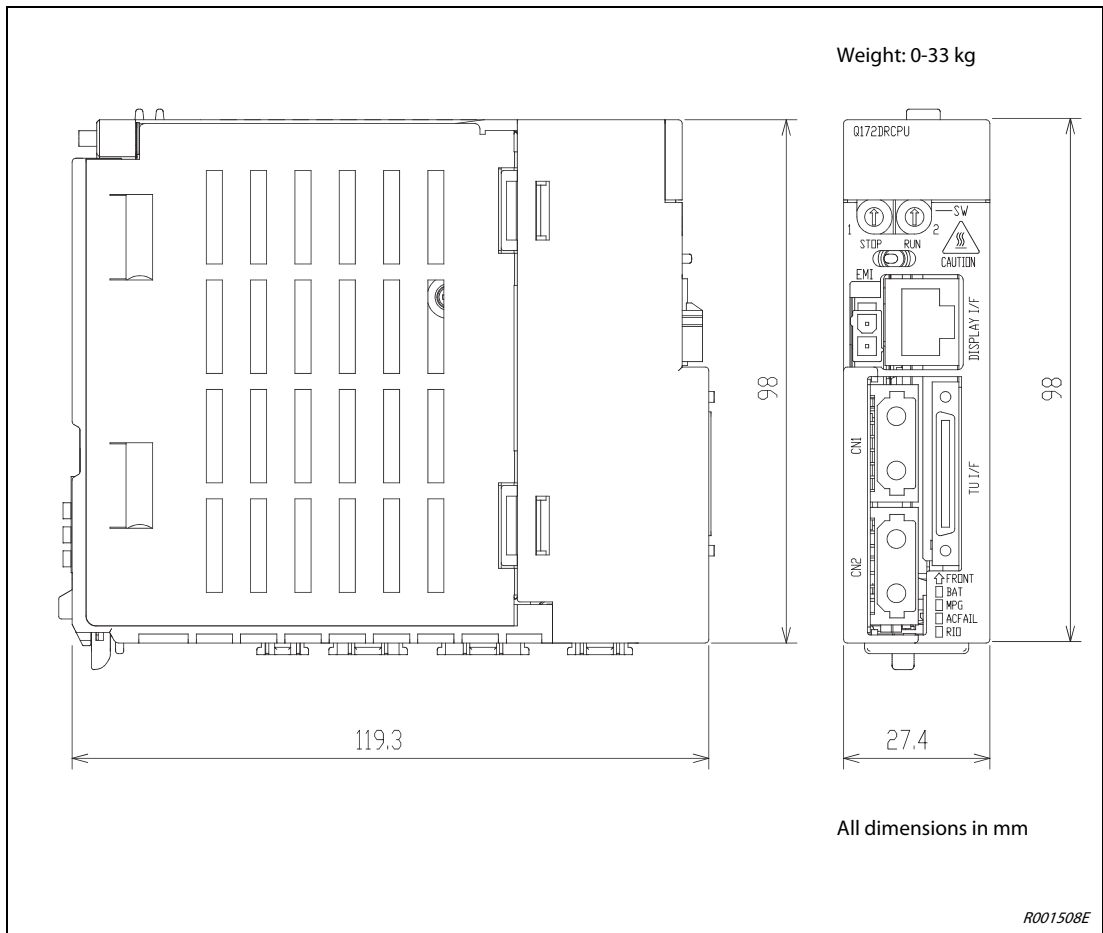 Weight: 0-33 kg
Q172DRCPU
SW
1
2
STOP
RUN
CAUTION
EMI
DISPLAY I/F
98
98
CN1
TU I/F
CN2
FRONT
BAT
MPG
ACFAIL
RIO
119.3
27.4
All dimensions in mm
R001508E